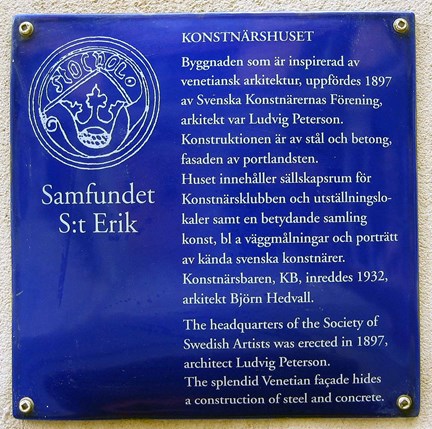 STOCHOLM
Samfundet
S:t Erik
KONSTNÄRSHUSET
Byggnaden som är inspirerad av
venetiansk arkitektur, uppfördes 1897
av Svenska Konstnärernas Förening,
arkitekt var Ludvig Peterson.
Konstruktionen är av stål och betong,
fasaden av portlandsten.
Huset innehåller sällskapsrum för
Konstnärsklubben och utställningslo-
kaler samt en betydande samling
konst, bl a väggmålningar och porträtt
av kända svenska konstnärer.
Konstnärsbaren, KB, inreddes 1932,
arkitekt Björn Hedvall.
The headquarters of the Society of
Swedish Artists was erected in 1897,
architect Ludvig Peterson.
The splendid Venetian façade hides
a construction of steel and concrete.